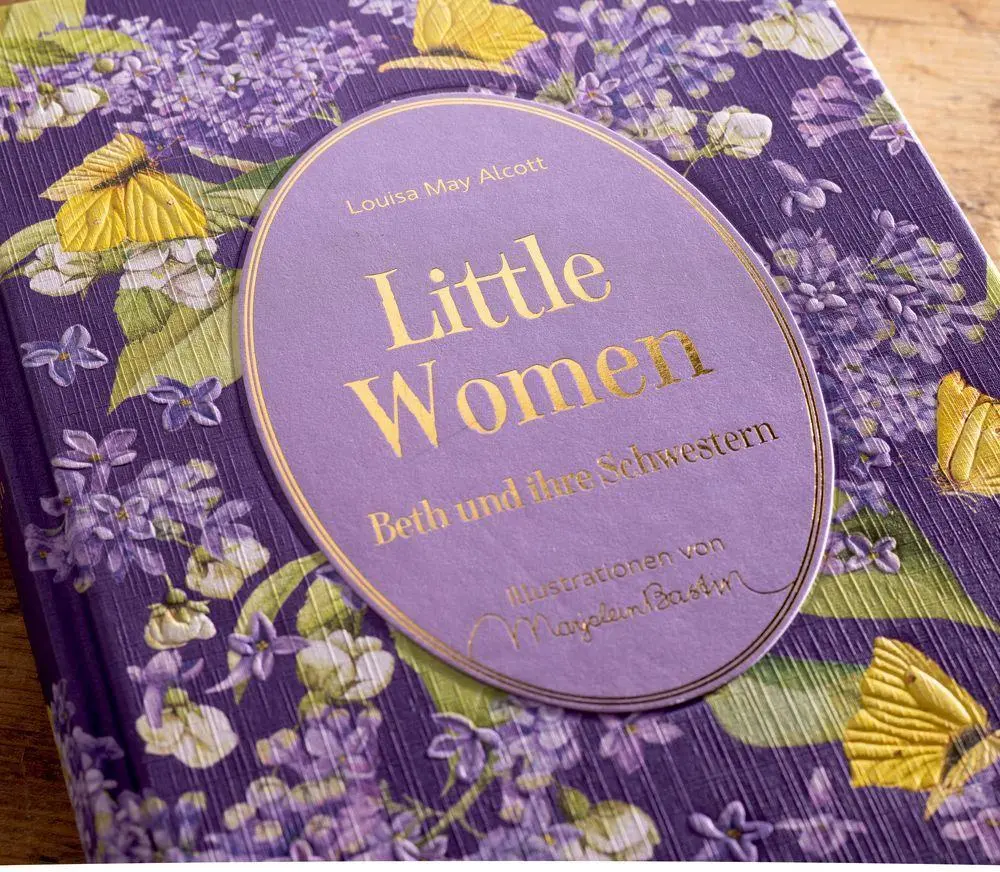 Louisa May Alcott
Little
Women
Beth und ihre Schwestern
Illustrationen von
Marjolein Bastin